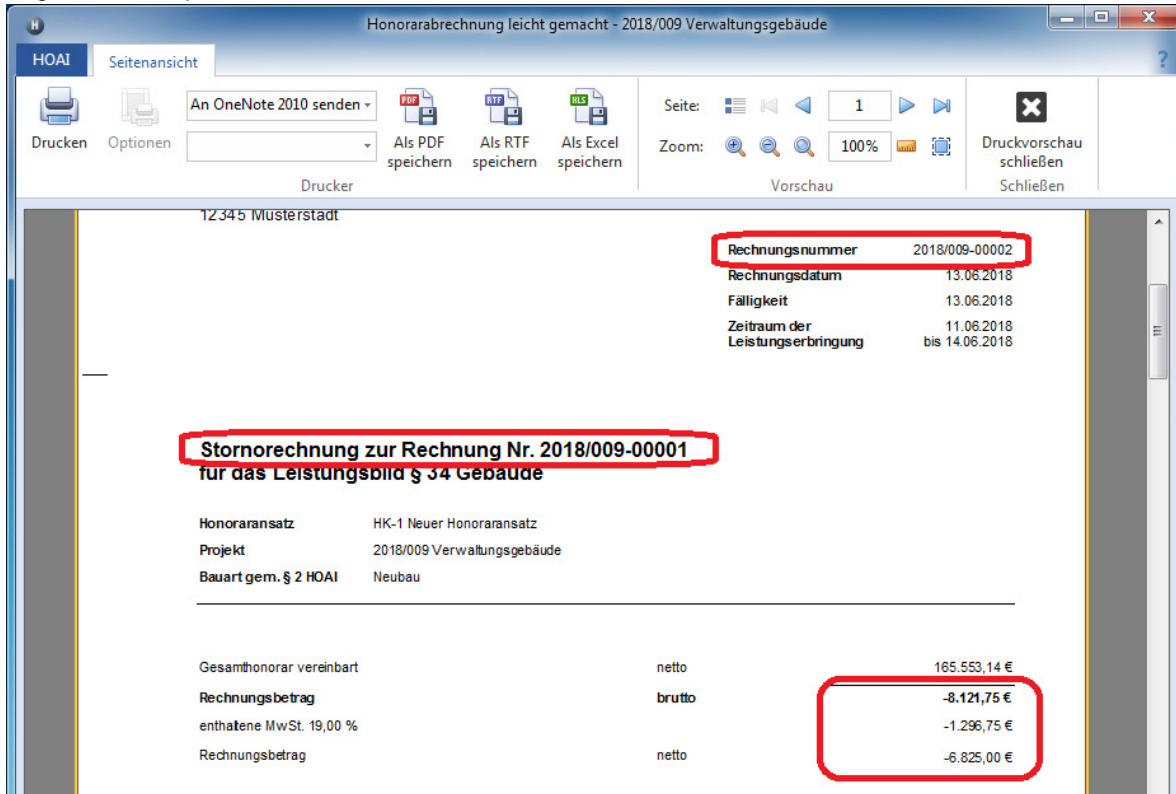 Honorarabrechnung leicht gemacht - 2018/009 Verwaltungsgebäude
HOAI Seitenansicht ?
An OneNote 2010 senden
Drucken Optionen Als PDF speichern Als RTF speichern Als Excel speichern
Drucker
Seite: 1
Zoom: 100%
Vorschau
Druckvorschau schließen
Schließen
12345 Musterstadt
Rechnungsnummer 2018/009-00002
Rechnungsdatum 13.06.2018
Fälligkeit 13.06.2018
Zeitraum der 11.06.2018
Leistungserbringung bis 14.06.2018
Stornorechnung zur Rechnung Nr. 2018/009-00001
für das Leistungsbild § 34 Gebäude
Honoraransatz HK-1 Neuer Honoraransatz
Projekt 2018/009 Verwaltungsgebäude
Bauart gem. § 2 HOAI Neubau
Gesamthonorar vereinbart netto 165.553,14 €
Rechnungsbetrag brutto -8.121,75 €
enthaltene MwSt. 19,00 % -1.296,75 €
Rechnungsbetrag netto -6.825,00 €